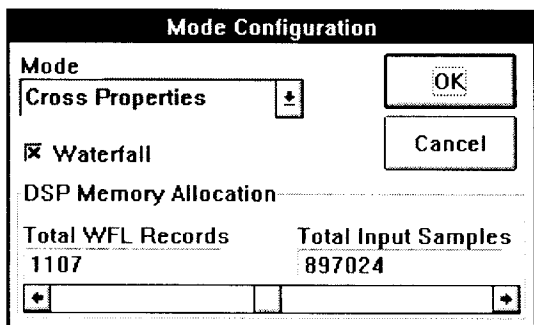 Mode Configuration
Mode
Cross Properties
OK
Cancel
Waterfall
DSP Memory Allocation
Total WFL Records
Total Input Samples
1107
897024